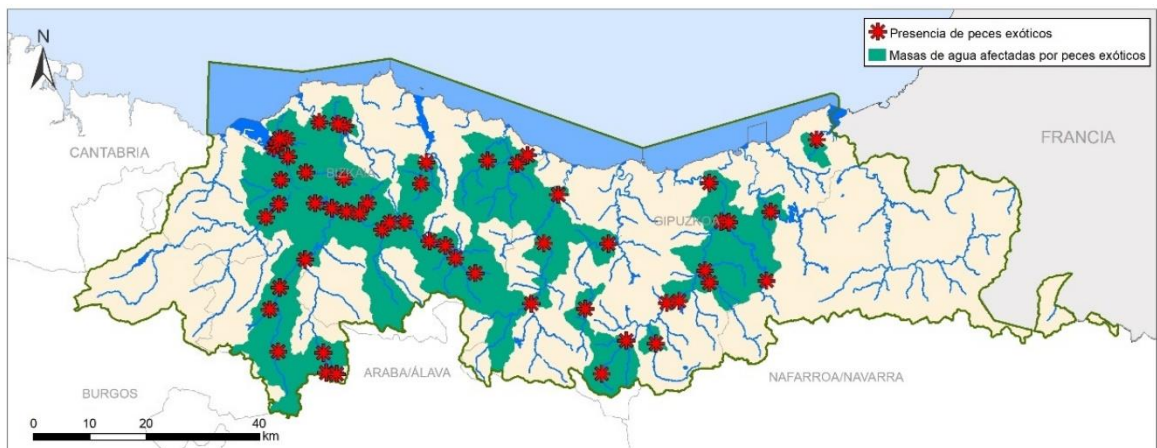 N
Presencia de peces exóticos
Masas de agua afectadas por peces exóticos
FRANCIA
CANTABRIA
BIZKAIA
GIPUZKOA
ARABA/ÁLAVA
NAFARROA/NAVARRA
BURGOS
0 10 20 40
km